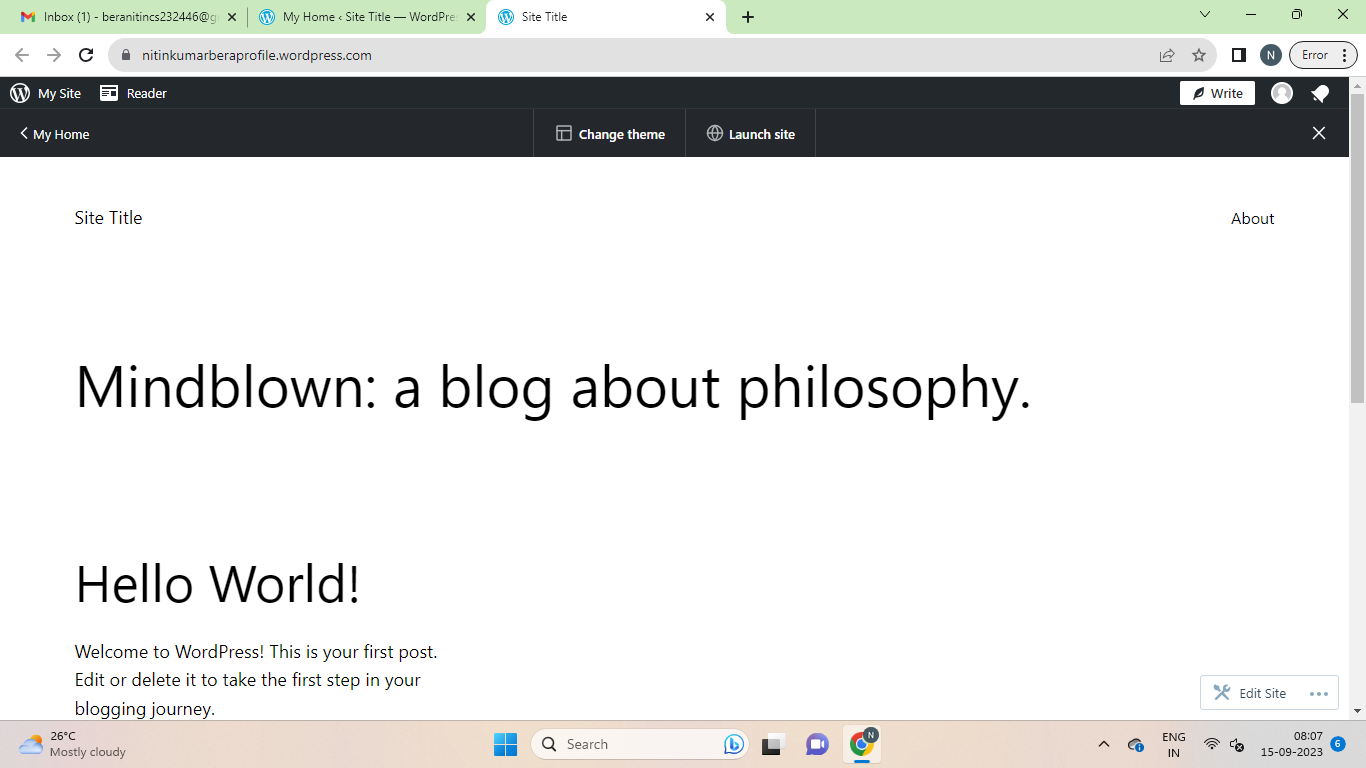 Inbox (1) - beranitincs232446@g
My Home ‹ Site Title — WordPre
Site Title
nitinkumarberaprofile.wordpress.com
N
Error
My Site
Reader
Write
My Home
Change theme
Launch site
Site Title
About
Mindblown: a blog about philosophy.
Hello World!
Welcome to WordPress! This is your first post.
Edit or delete it to take the first step in your
blogging journey.
Edit Site
26°C
Mostly cloudy
Search
N
ENG
IN
08:07
15-09-2023
6